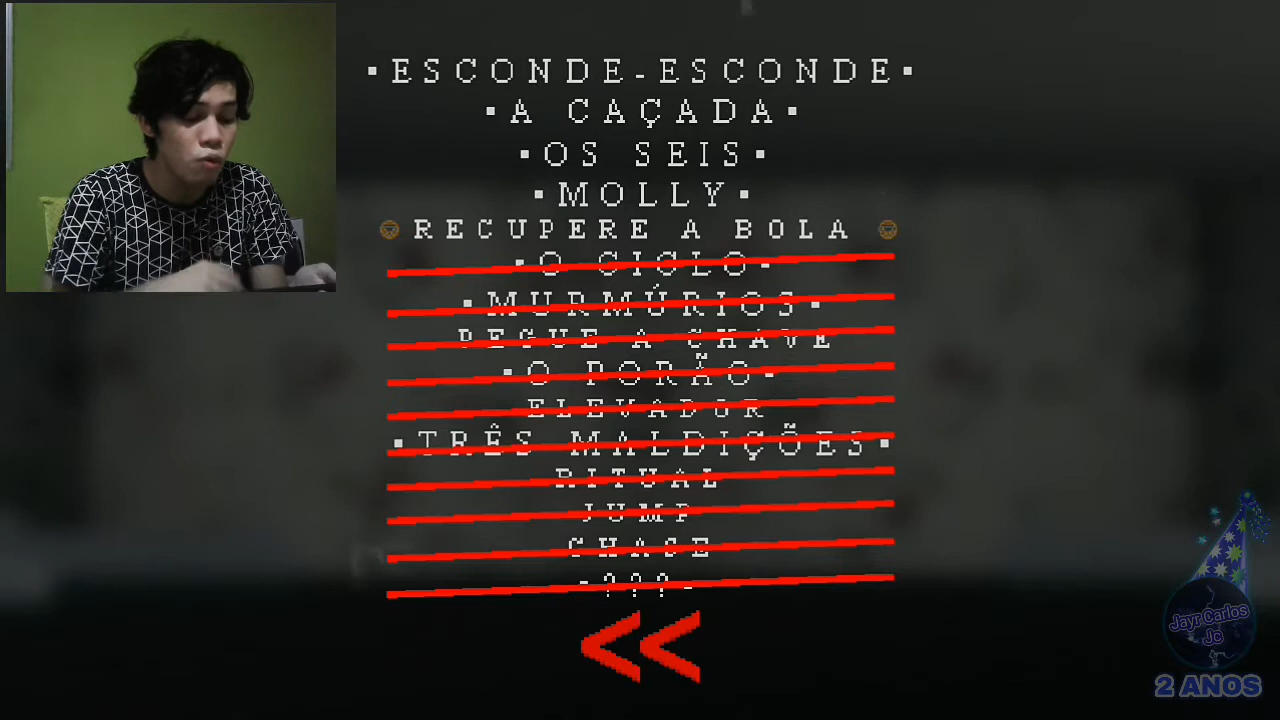 •ESCONDE-ESCONDE•
•A CAÇADA•
•OS SEIS•
•MOLLY•
RECUPERE A BOLA
•O CICLO•
•MURMÚRIOS•
PEGUE A CHAVE
•O PORÃO•
ELEVADOR
•TRÊS MALDIÇÕES•
RITUAL
JUMP
CHASE
•???•
<<
Jayr Carlos
Jc
2 ANOS